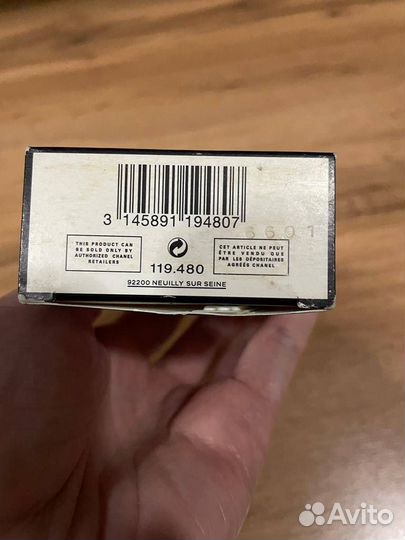 3 145891 194807
6601
THIS PRODUCT CAN
BE SOLD ONLY BY
AUTHORIZED CHANEL
RETAILERS
119.480
CET ARTICLE NE PEUT
ÊTRE VENDU QUE
PAR LES DÉPOSITAIRES
AGRÉÉS CHANEL
92200 NEUILLY SUR SEINE
Avito